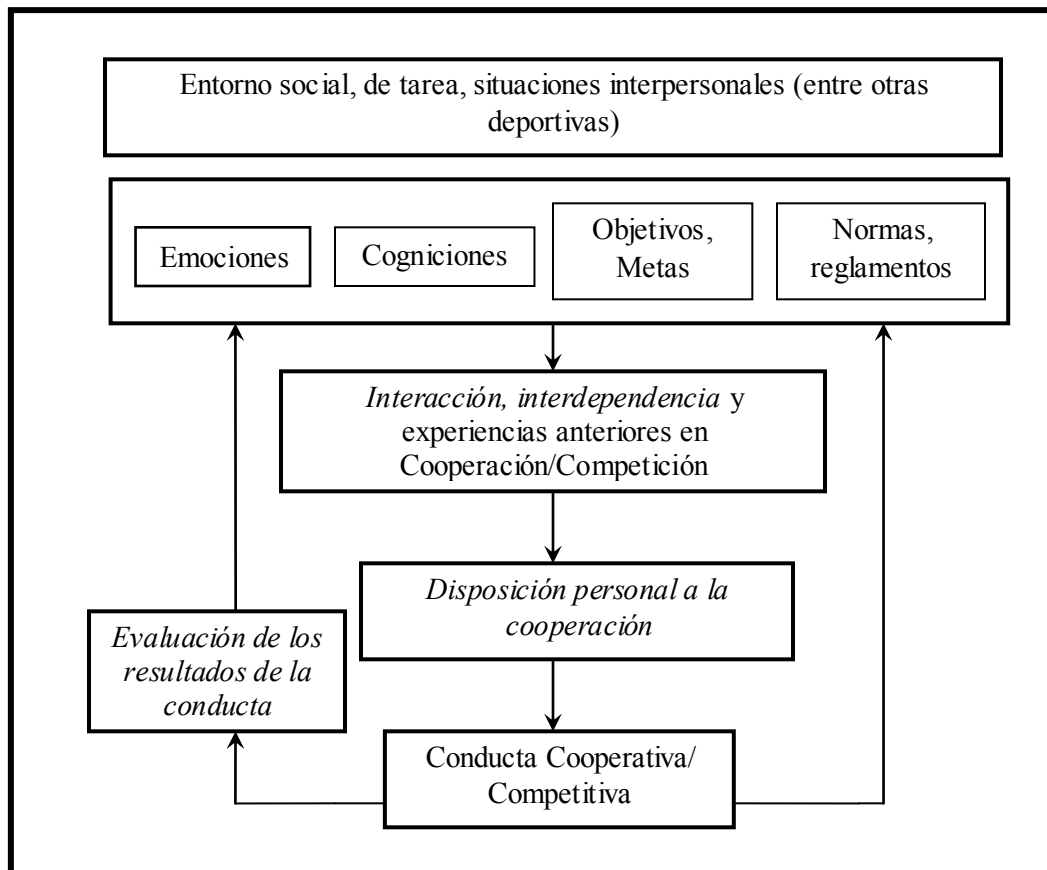 Entorno social, de tarea, situaciones interpersonales (entre otras
deportivas)
Emociones
Cogniciones
Objetivos,
Metas
Normas,
reglamentos
Interacción, interdependencia y
experiencias anteriores en
Cooperación/Competición
Disposición personal a la
cooperación
Evaluación de los
resultados de la
conducta
Conducta Cooperativa/
Competitiva